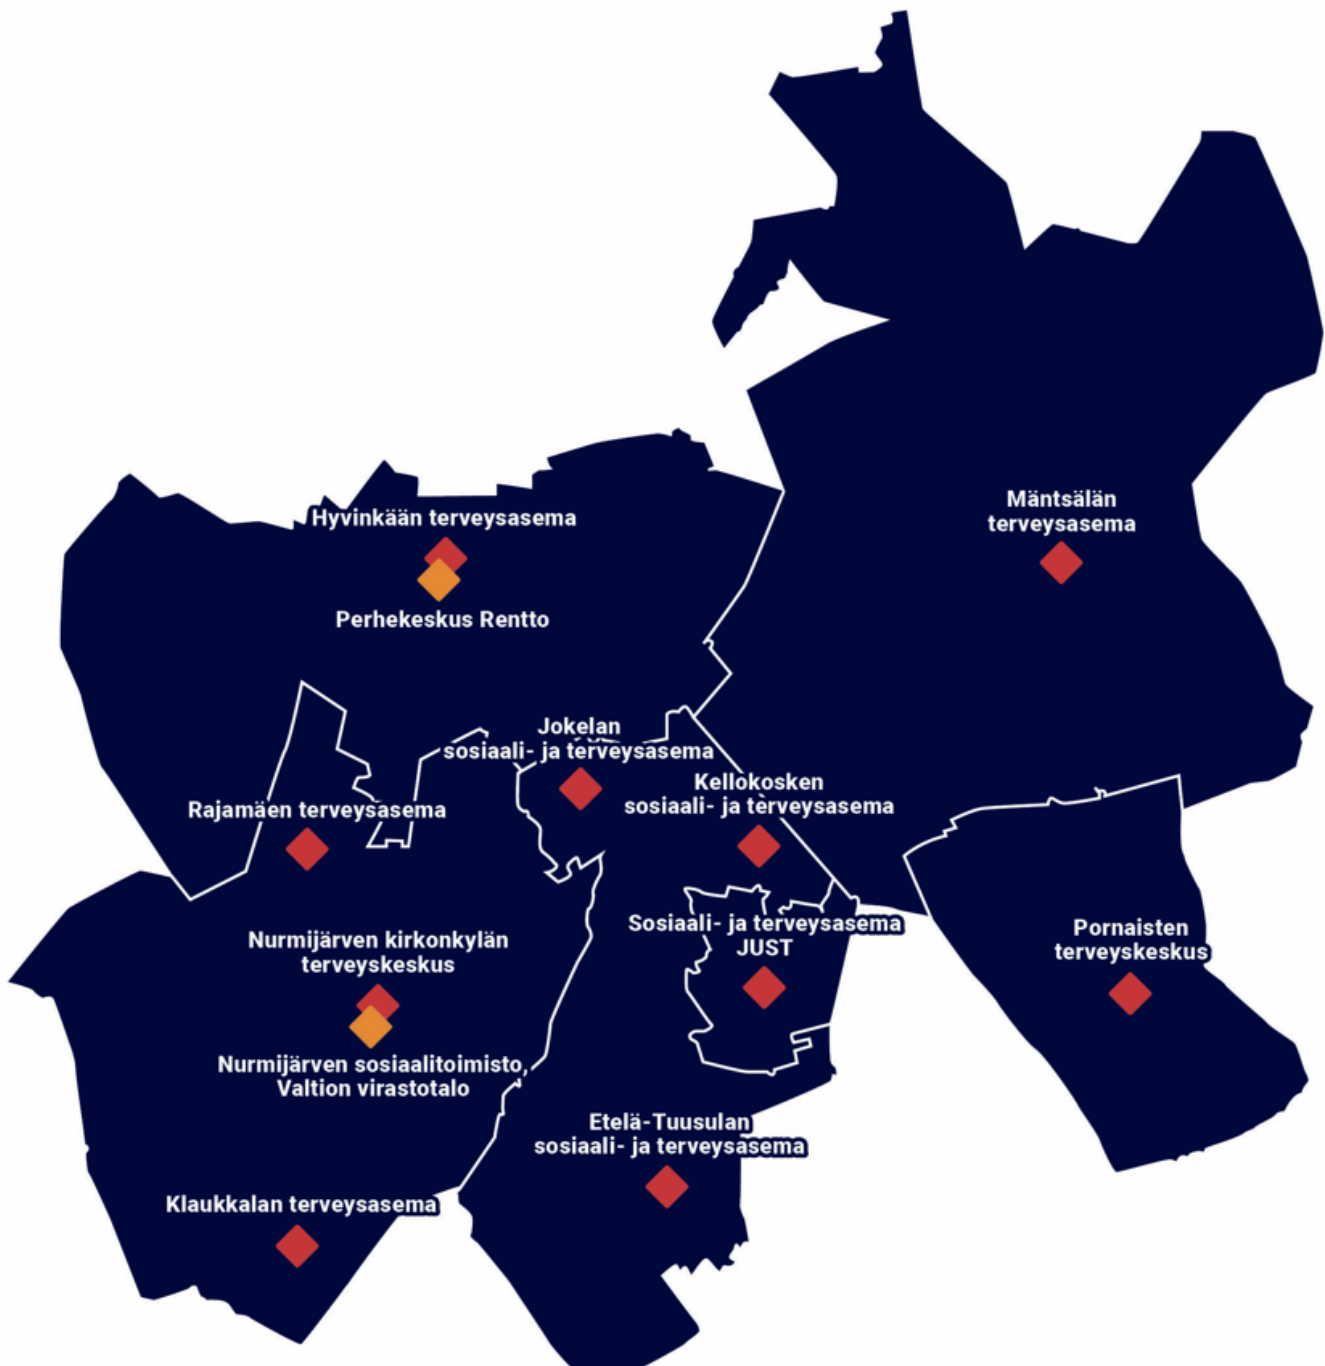 Mäntsälän
terveysasema
Hyvinkään terveysasema
Perhekeskus Rentto
Jokelan
sosiaali- ja terveysasema
Kellokosken
sosiaali- ja terveysasema
Rajamäen terveysasema
Sosiaali- ja terveysasema
JUST
Pornaisten
terveyskeskus
Nurmijärven kirkonkylän
terveyskeskus
Nurmijärven sosiaalitoimisto,
Valtion virastotalo
Etelä-Tuusulan
sosiaali- ja terveysasema
Klaukkalan terveysasema